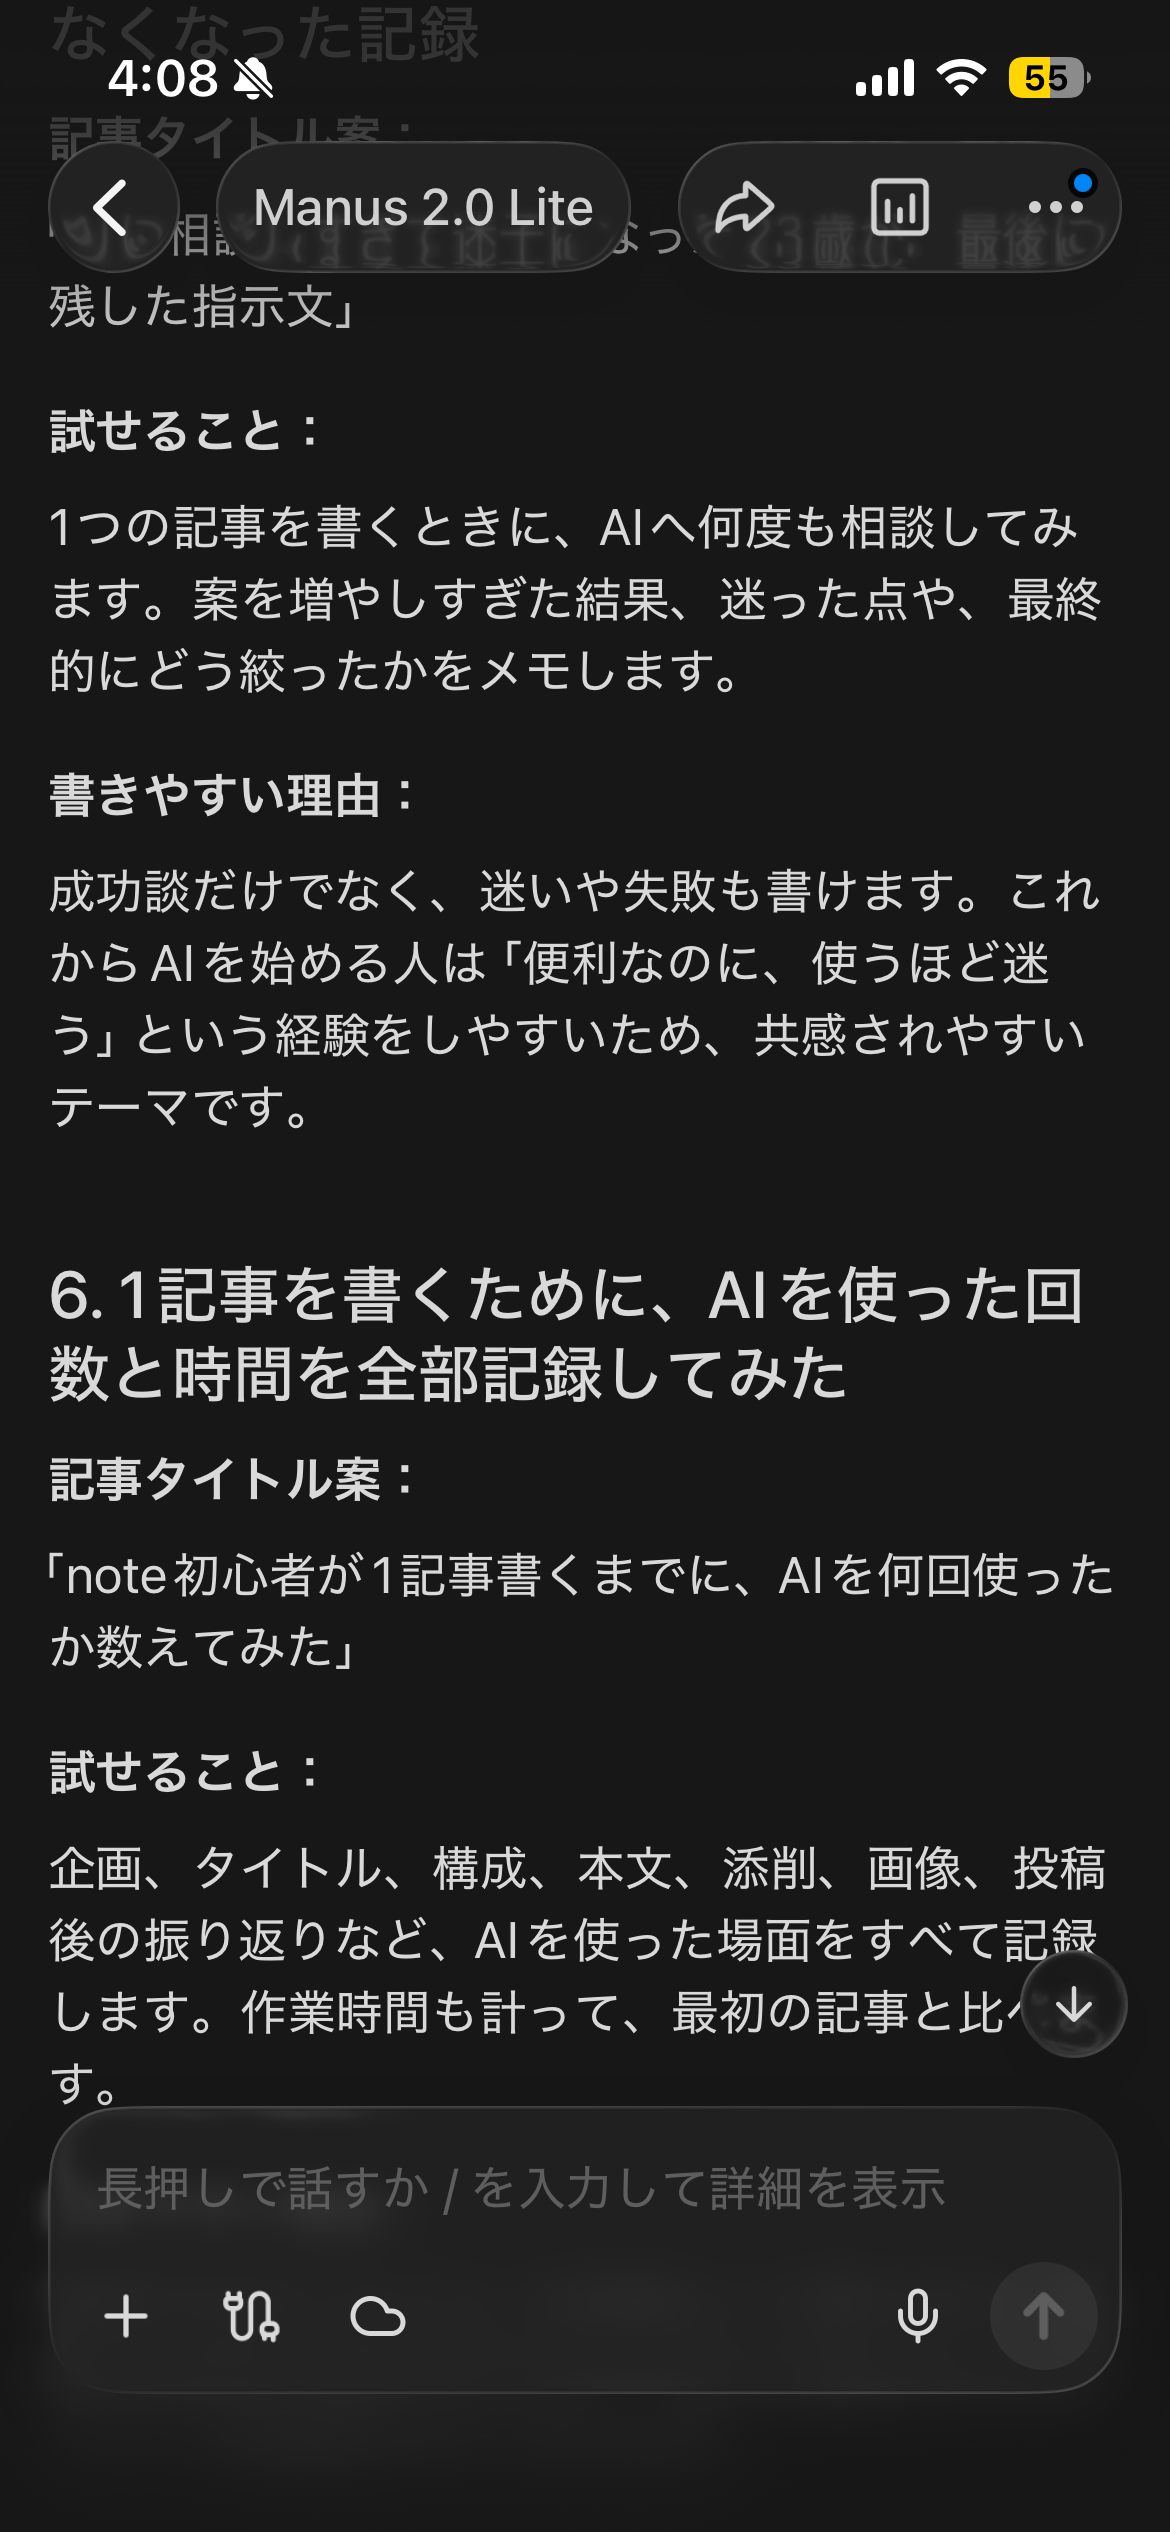 なくなった記録
4:08
55
記事タイトル案：
Manus 2.0 Lite
残した指示文」
試せること：
1つの記事を書くときに、AIへ何度も相談してみ
ます。案を増やしすぎた結果、迷った点や、最終
的にどう絞ったかをメモします。
書きやすい理由：
成功談だけでなく、迷いや失敗も書けます。これ
からAIを始める人は「便利なのに、使うほど迷
う」という経験をしやすいため、共感されやすい
テーマです。
6. 1記事を書くために、AIを使った回
数と時間を全部記録してみた
記事タイトル案：
「note初心者が1記事書くまでに、AIを何回使った
か数えてみた」
試せること：
企画、タイトル、構成、本文、添削、画像、投稿
後の振り返りなど、AIを使った場面をすべて記録
します。作業時間も計って、最初の記事と比べ
す。
長押しで話すか / を入力して詳細を表示